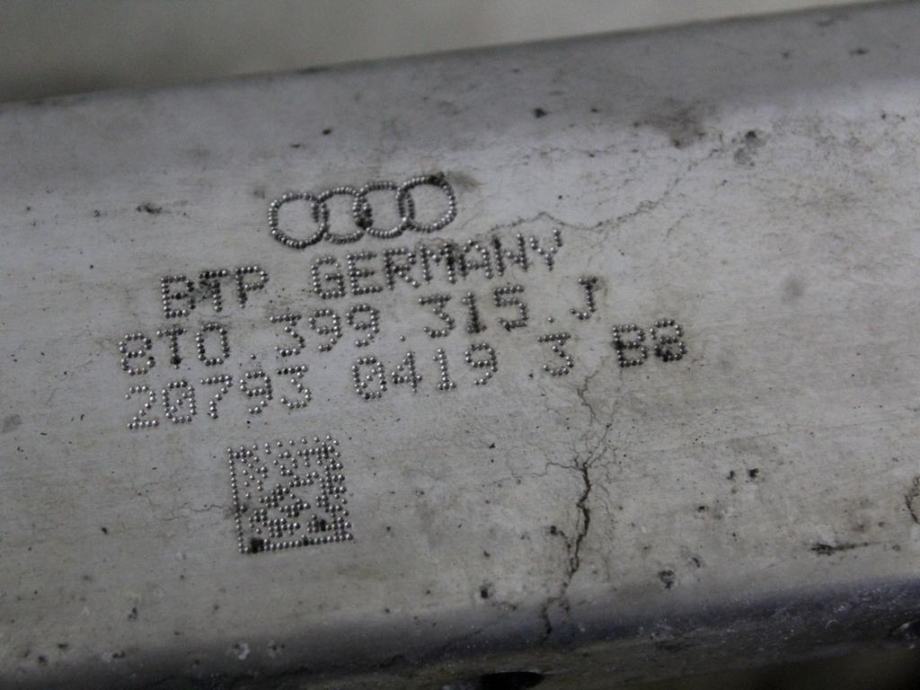 BTP GERMANY
8T0.399.315.J
20793 0419 3 B8